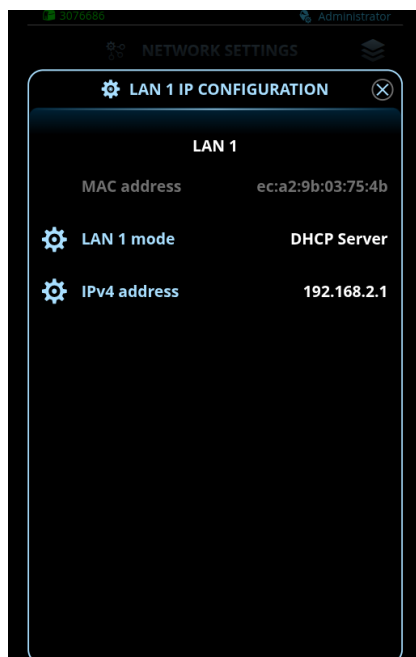 3076686 Administrator
NETWORK SETTINGS
LAN 1 IP CONFIGURATION
LAN 1
MAC address ec:a2:9b:03:75:4b
LAN 1 mode DHCP Server
IPv4 address 192.168.2.1